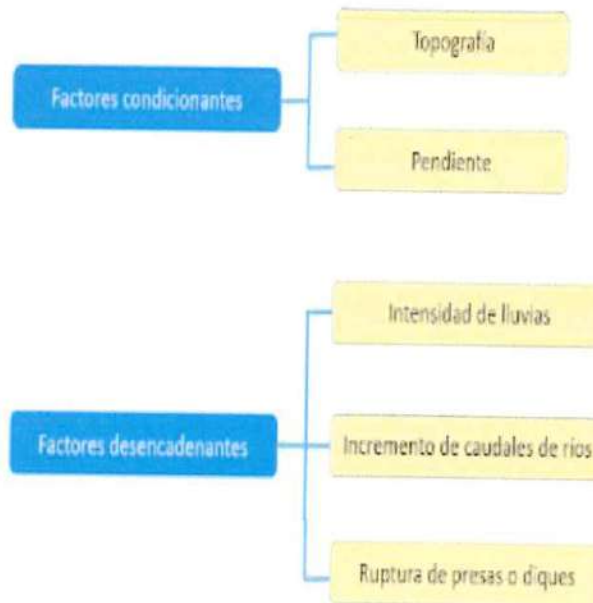 Factores condicionantes
Topografía
Pendiente
Factores desencadenantes
Intensidad de lluvias
Incremento de caudales de ríos
Ruptura de presas o diques